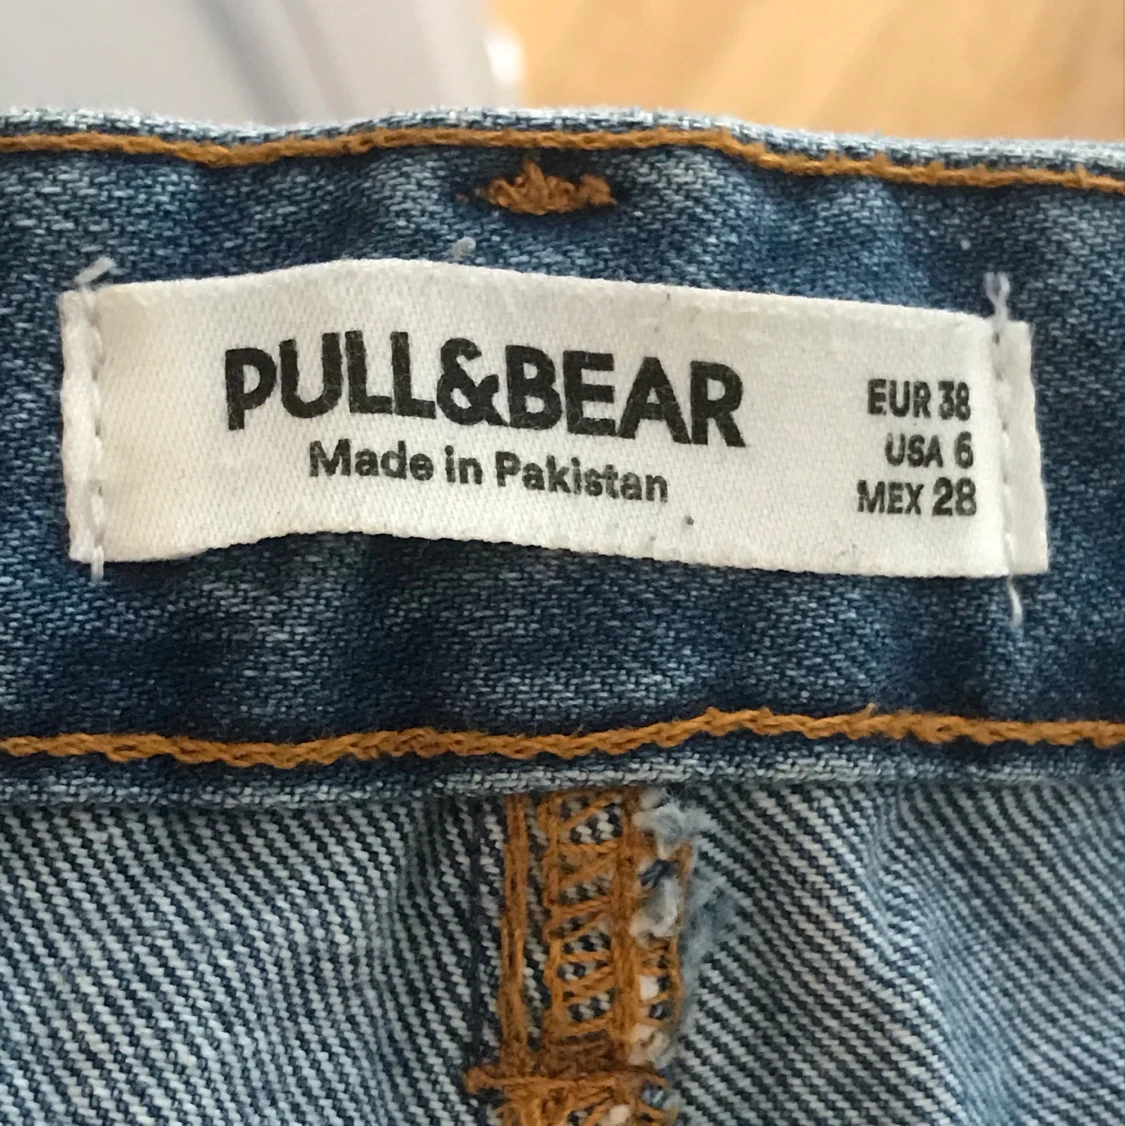 PULL&BEAR
Made in Pakistan
EUR 38
USA 6
MEX 28